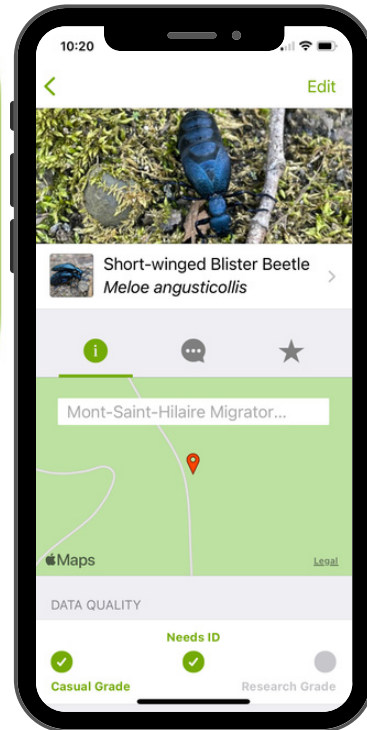 10:20
Edit
Short-winged Blister Beetle
Meloe angusticollis
i
Mont-Saint-Hilaire Migrator...
Maps
Legal
DATA QUALITY
Needs ID
Casual Grade
Research Grade